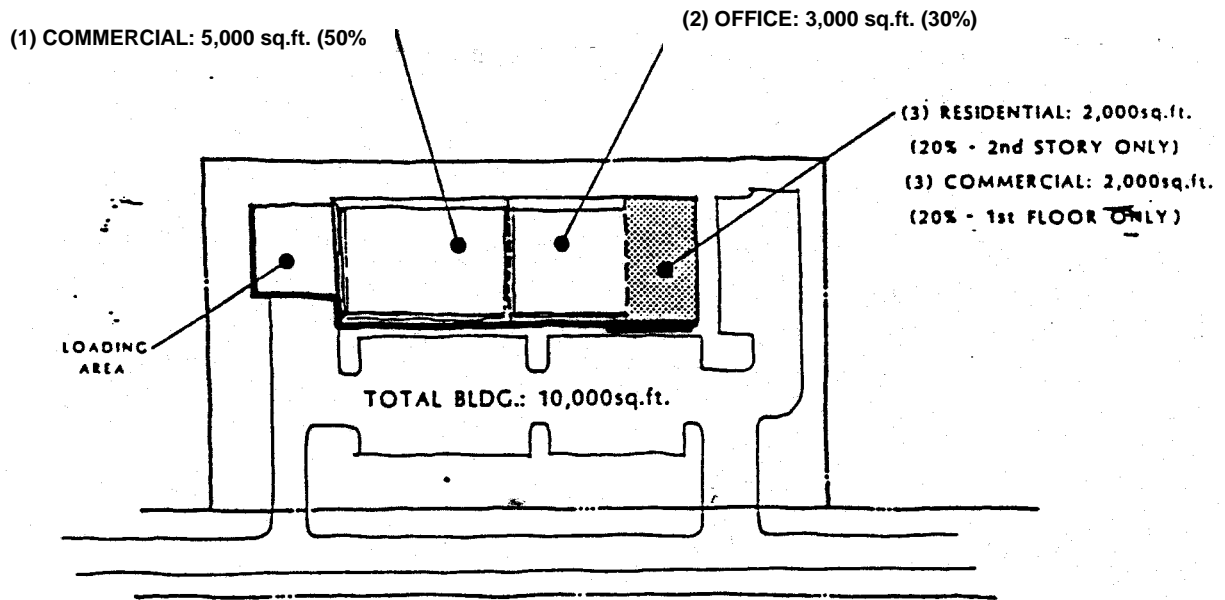 (1) COMMERCIAL: 5,000 sq.ft. (50%
(2) OFFICE: 3,000 sq.ft. (30%)
(3) RESIDENTIAL: 2,000sq.ft.
(20% - 2nd STORY ONLY)
(3) COMMERCIAL: 2,000sq.ft.
(20% - 1st FLOOR ONLY)
LOADING
AREA
TOTAL BLDG.: 10,000sq.ft.